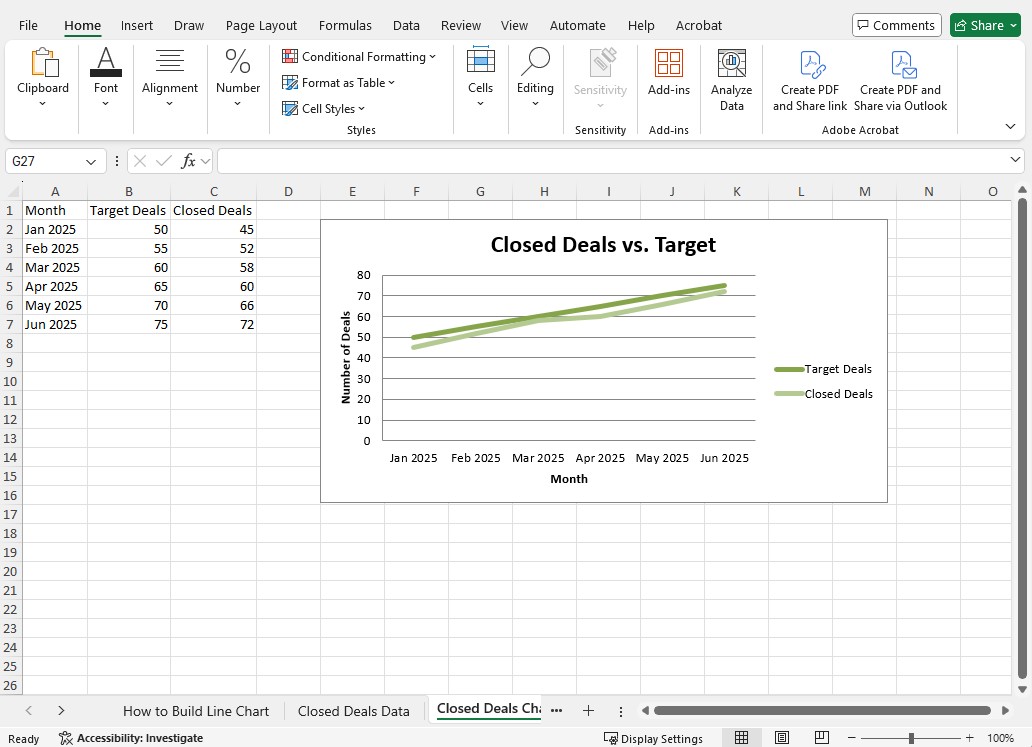 File Home Insert Draw Page Layout Formulas Data Review View Automate Help Acrobat Comments Share
Clipboard Font Alignment % Number Conditional Formatting Format as Table Cell Styles Cells Editing Sensitivity Add-ins Analyze Data Create PDF and Share link Create PDF and Share via Outlook
Styles Sensitivity Add-ins Adobe Acrobat
G27 fx
A B C D E F G H I J K L M N O
1 Month Target Deals Closed Deals
2 Jan 2025 50 45
3 Feb 2025 55 52
4 Mar 2025 60 58
5 Apr 2025 65 60
6 May 2025 70 66
7 Jun 2025 75 72
8
9
10
11
12
13
14
15
16
17
18
19
20
21
22
23
24
25
26
Closed Deals vs. Target
Number of Deals
80
70
60
50
40
30
20
10
0
Jan 2025 Feb 2025 Mar 2025 Apr 2025 May 2025 Jun 2025
Month
Target Deals
Closed Deals
How to Build Line Chart Closed Deals Data Closed Deals Cha
Ready Accessibility: Investigate Display Settings 100%